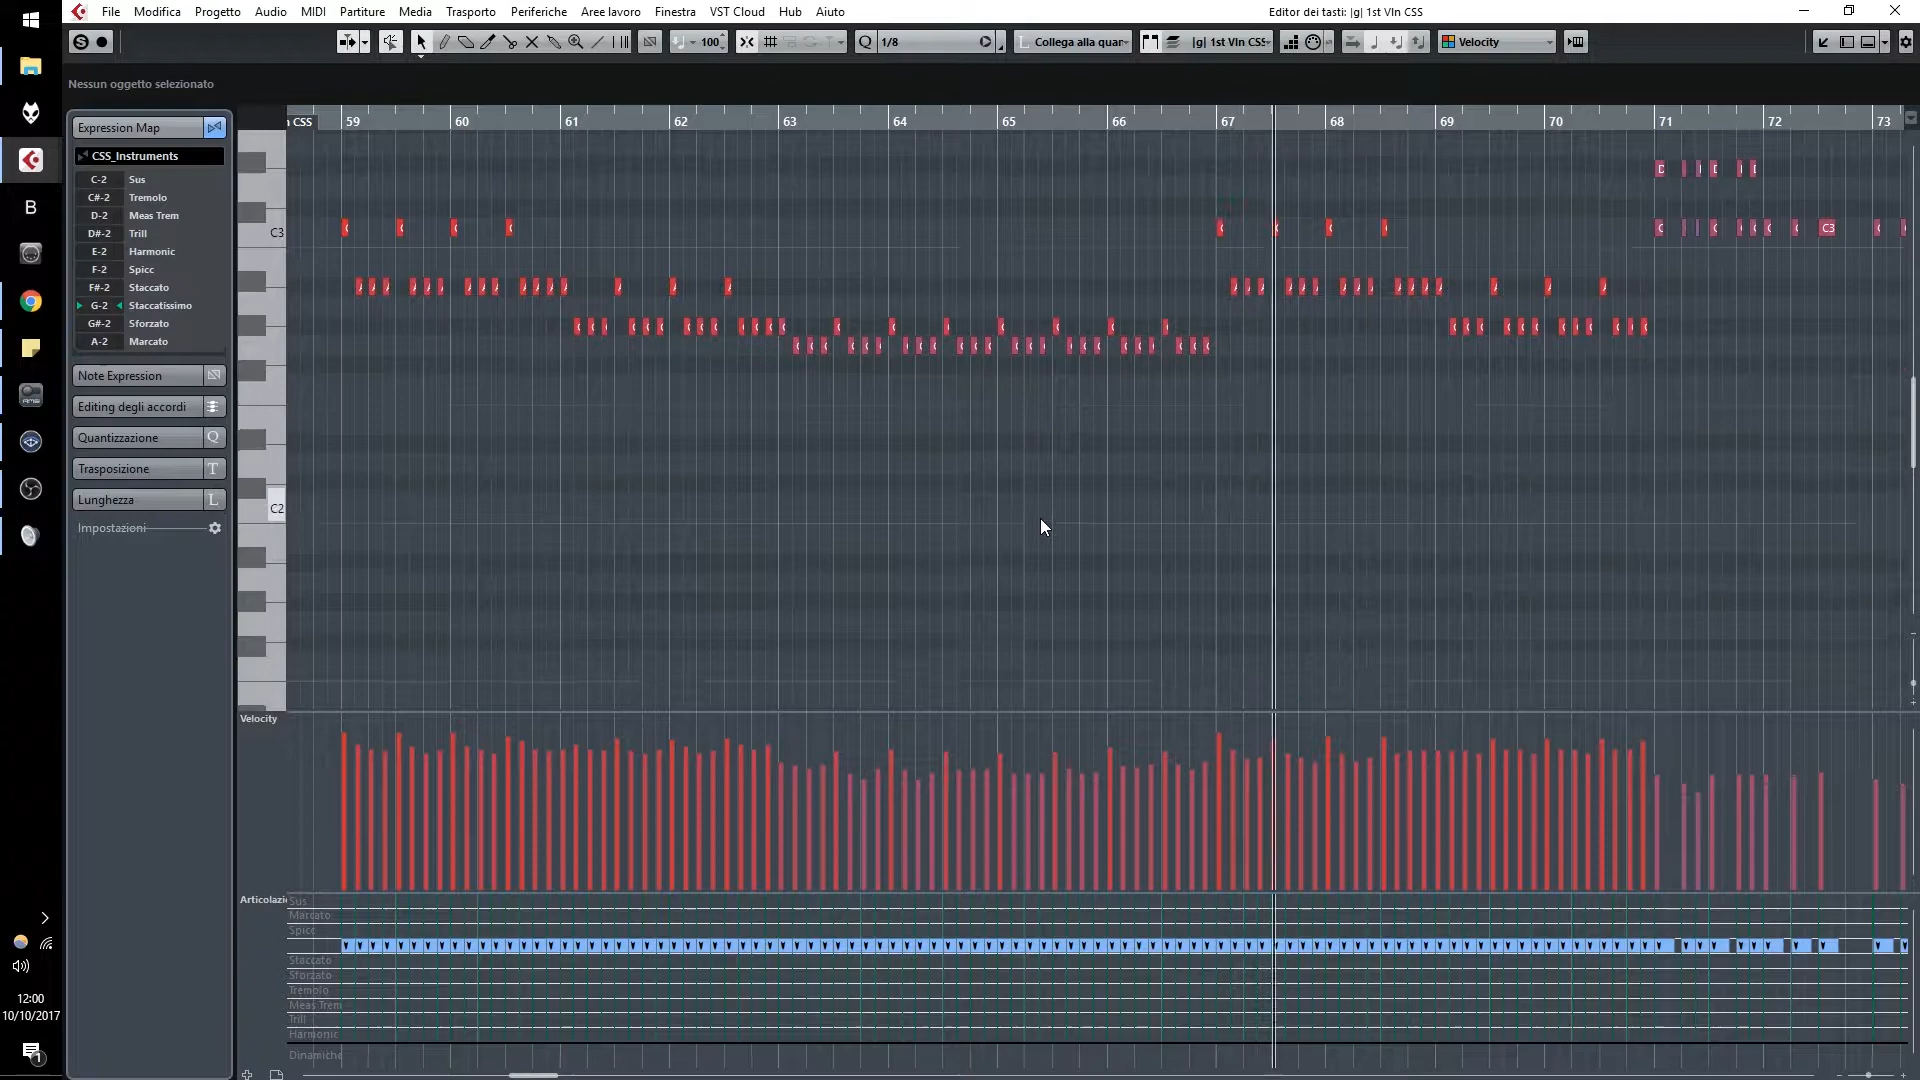 File Modifica Progetto Audio MIDI Partiture Media Trasporto Periferiche Aree lavoro Finestra VST Cloud Hub Aiuto
Editor dei tasti: |g| 1st Vln CSS
100
Q 1/8
Collega alla quar
|g| 1st Vln CSS
Velocity
Nessun oggetto selezionato
Expression Map
CSS_Instruments
C-2 Sus
C#-2 Tremolo
D-2 Meas Trem
D#-2 Trill
E-2 Harmonic
F-2 Spicc
F#-2 Staccato
G-2 Staccatissimo
G#-2 Sforzato
A-2 Marcato
Note Expression
Editing degli accordi
Quantizzazione Q
Trasposizione T
Lunghezza L
Impostazioni
CSS 59 60 61 62 63 64 65 66 67 68 69 70 71 72 73
C3
C3
C2
Velocity
Articolazi
Sus
Marcato
Spicc
Staccato
Sforzato
Tremolo
Meas Trem
Trill
Harmonic
Dinamiche
B
12:00
10/10/2017
1